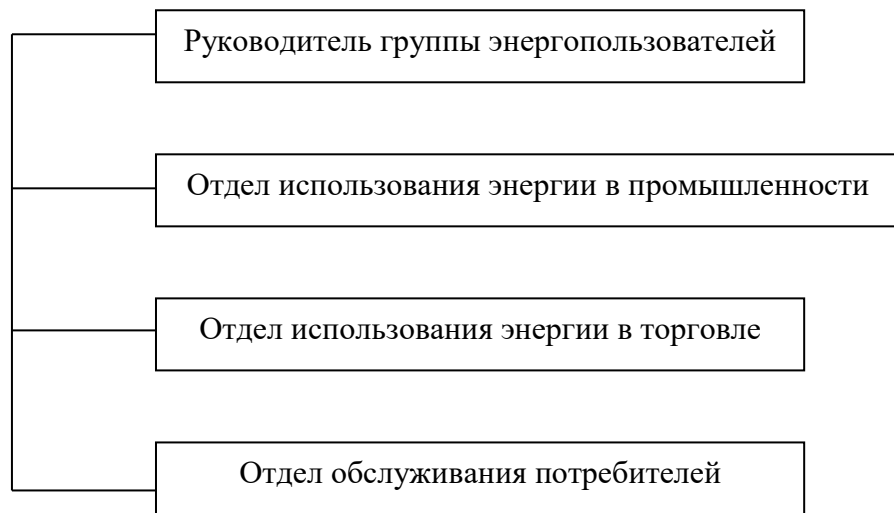 Руководитель группы энергопользователей
Отдел использования энергии в промышленности
Отдел использования энергии в торговле
Отдел обслуживания потребителей